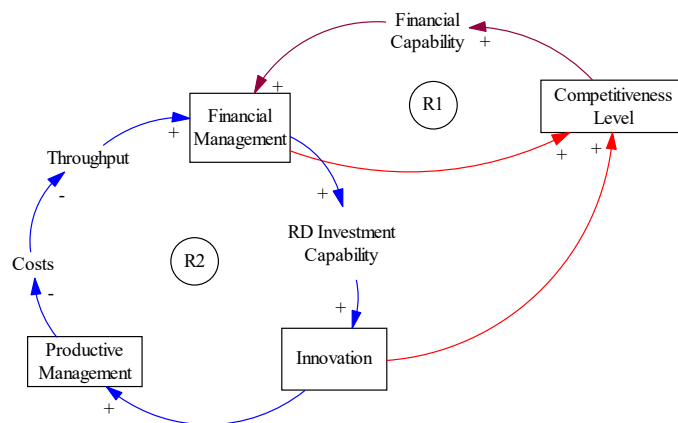 Financial
Capability
+
+
R1
Financial
Management
Competitiveness
Level
+
+
+
Throughput
-
+
RD Investment
Capability
R2
Costs
-
+
Productive
Management
Innovation
+